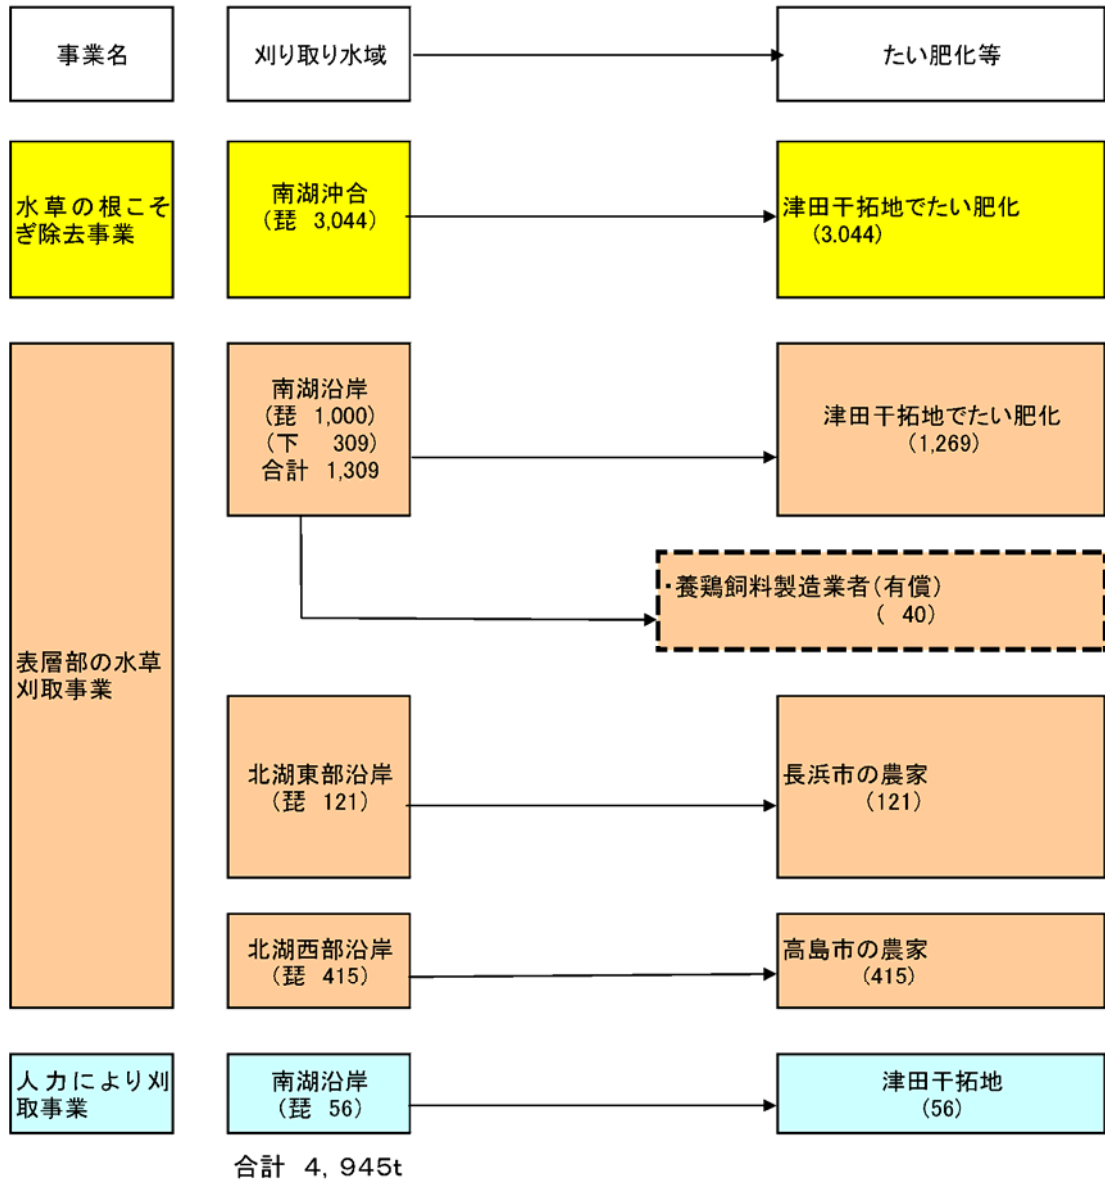 事業名
刈り取り水域
たい肥化等
水草の根こそ
ぎ除去事業
南湖沖合
(琵 3,044)
津田干拓地でたい肥化
(3.044)
表層部の水草
刈取事業
南湖沿岸
(琵 1,000)
(下 309)
合計 1,309
津田干拓地でたい肥化
(1,269)
・養鶏飼料製造業者(有償)
( 40)
北湖東部沿岸
(琵 121)
長浜市の農家
(121)
北湖西部沿岸
(琵 415)
高島市の農家
(415)
人力により刈
取事業
南湖沿岸
(琵 56)
津田干拓地
(56)
合計 4,945t